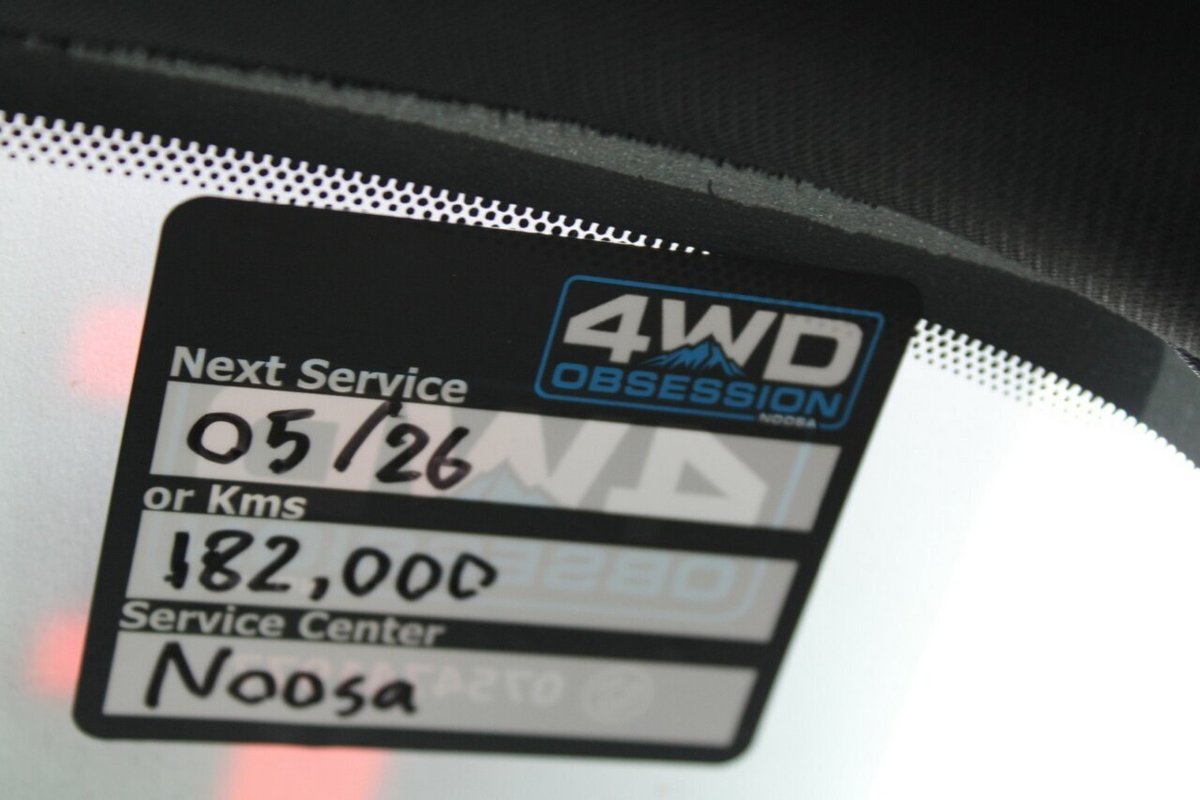 4WD
OBSESSION
NOOSA
Next Service
05/26
or Kms
182,000
Service Center
Noosa